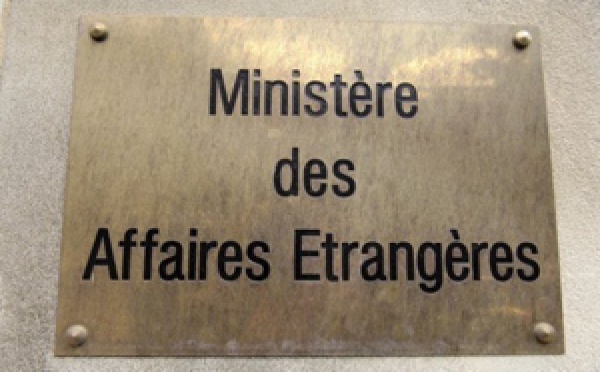 Ministère
des
Affaires Etrangères